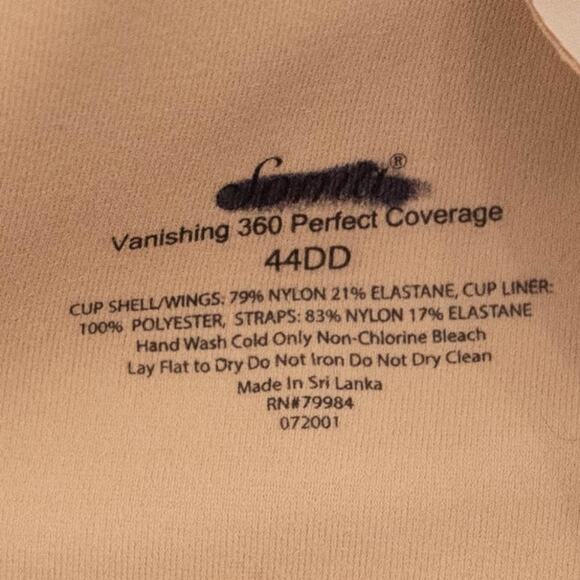 Soma®
Vanishing 360 Perfect Coverage
44DD
CUP SHELL/WINGS: 79% NYLON 21% ELASTANE, CUP LINER:
100% POLYESTER, STRAPS: 83% NYLON 17% ELASTANE
Hand Wash Cold Only Non-Chlorine Bleach
Lay Flat to Dry Do Not Iron Do Not Dry Clean
Made In Sri Lanka
RN#79984
072001